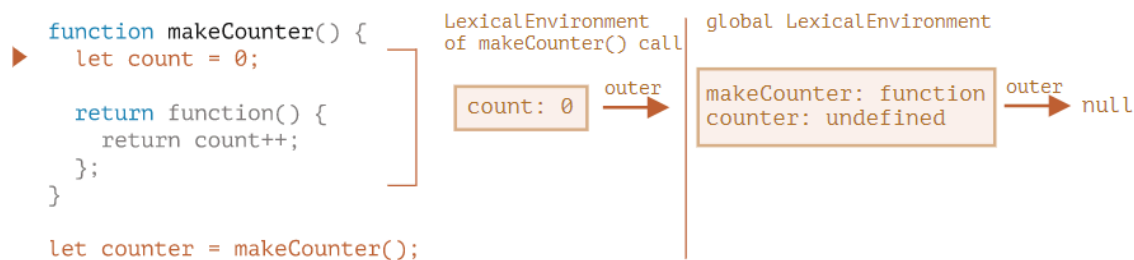 function makeCounter() {
  let count = 0;

  return function() {
    return count++;
  };
}

let counter = makeCounter();
LexicalEnvironment
of makeCounter() call
count: 0
outer
global LexicalEnvironment
makeCounter: function
counter: undefined
outer
null